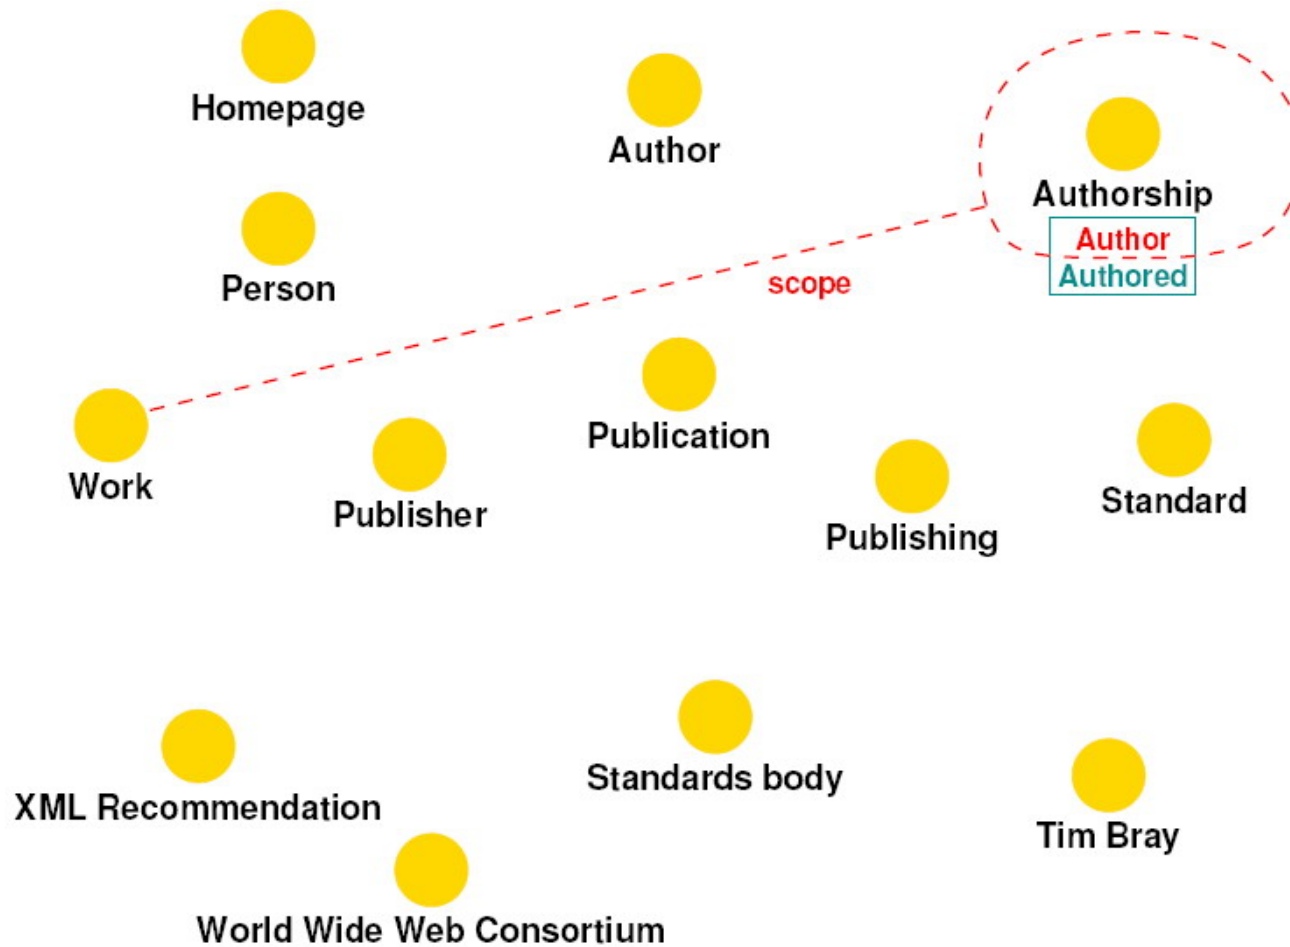 Homepage
Author
Authorship
Author
Authored
Person
scope
Work
Publisher
Publication
Publishing
Standard
XML Recommendation
Standards body
Tim Bray
World Wide Web Consortium